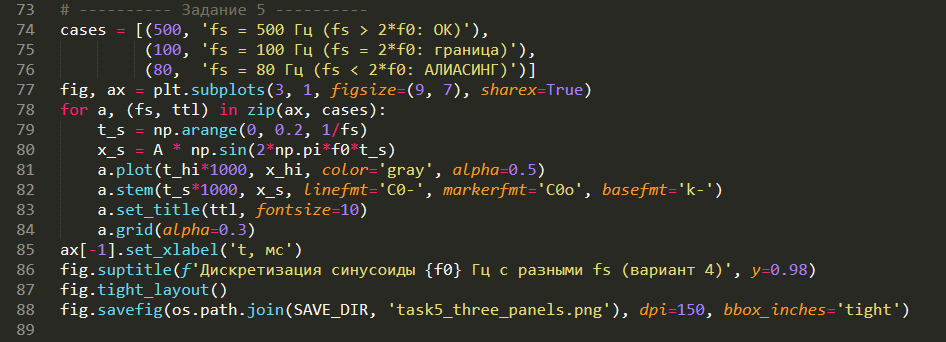 73 # ---------- Задание 5 ----------
74 cases = [(500, 'fs = 500 Гц (fs > 2*f0: OK)'),
75          (100, 'fs = 100 Гц (fs = 2*f0: граница)'),
76          (80,  'fs = 80 Гц (fs < 2*f0: АЛИАСИНГ)')]
77 fig, ax = plt.subplots(3, 1, figsize=(9, 7), sharex=True)
78 for a, (fs, ttl) in zip(ax, cases):
79     t_s = np.arange(0, 0.2, 1/fs)
80     x_s = A * np.sin(2*np.pi*f0*t_s)
81     a.plot(t_hi*1000, x_hi, color='gray', alpha=0.5)
82     a.stem(t_s*1000, x_s, linefmt='C0-', markerfmt='C0o', basefmt='k-')
83     a.set_title(ttl, fontsize=10)
84     a.grid(alpha=0.3)
85 ax[-1].set_xlabel('t, мс')
86 fig.suptitle(f'Дискретизация синусоиды {f0} Гц с разными fs (вариант 4)', y=0.98)
87 fig.tight_layout()
88 fig.savefig(os.path.join(SAVE_DIR, 'task5_three_panels.png'), dpi=150, bbox_inches='tight')
89